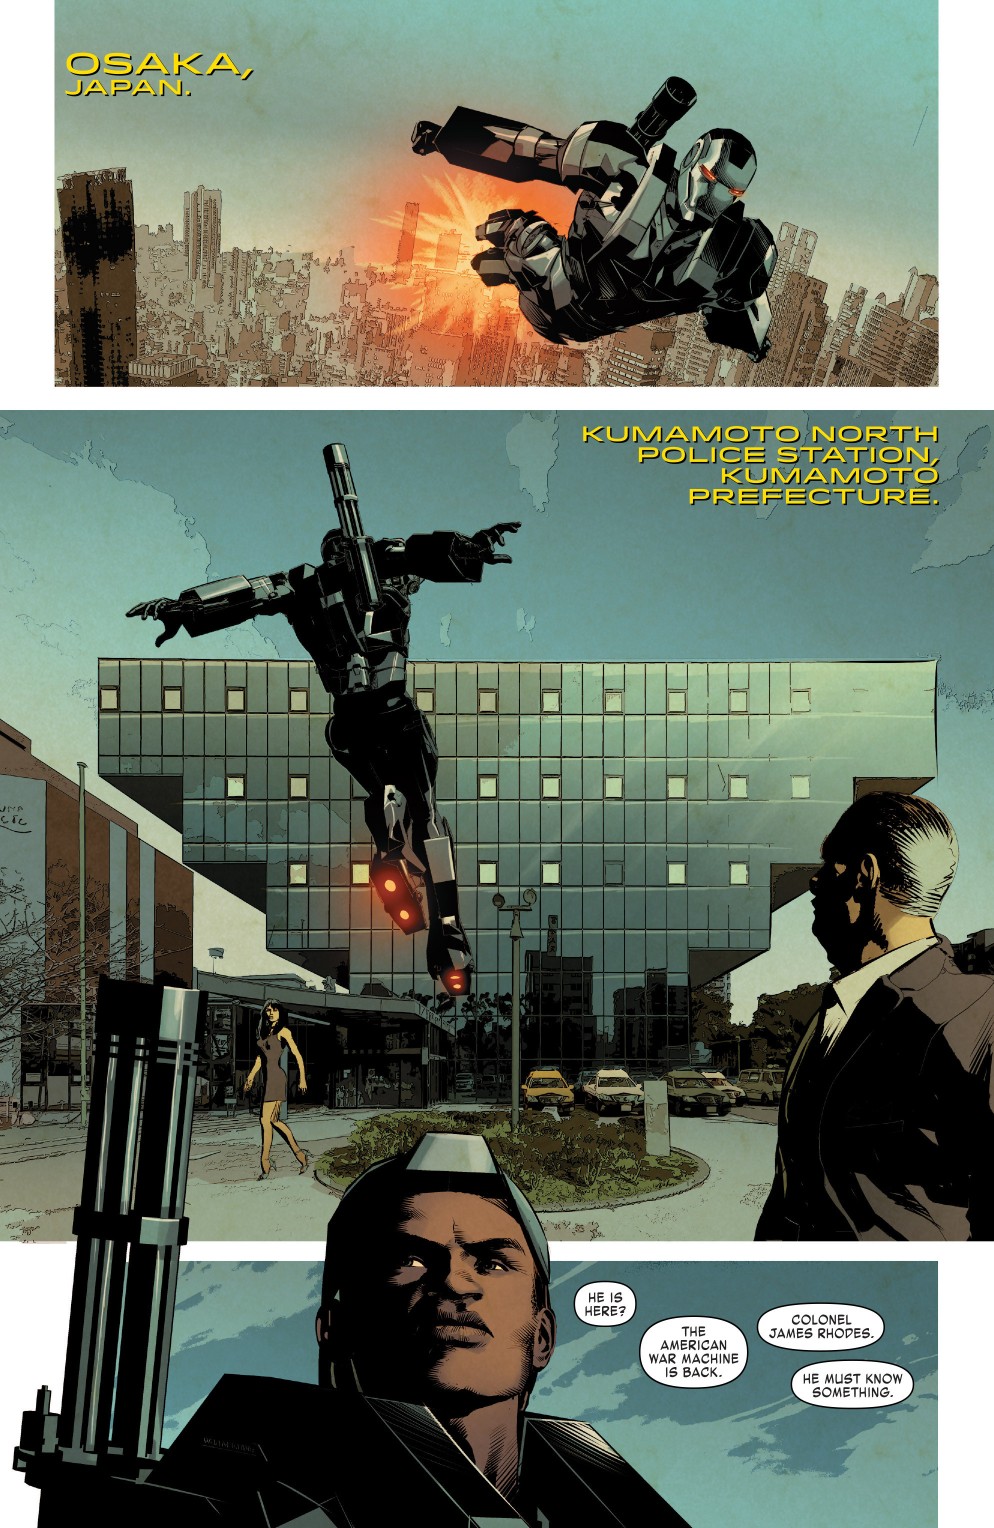 OSAKA,
JAPAN.
KUMAMOTO NORTH
POLICE STATION,
KUMAMOTO
PREFECTURE.
HE IS
HERE?
THE
AMERICAN
WAR MACHINE
IS BACK.
COLONEL
JAMES RHODES.
HE MUST KNOW
SOMETHING.